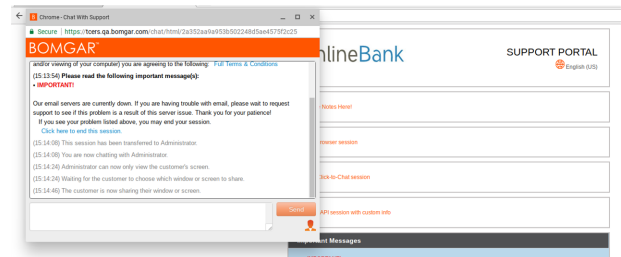 Chrome - Chat With Support
Secure | https://tcers.qa.bomgar.com/chat/html/2a352aa9a953b502248d5ae4575f2c25
BOMGAR
and/or viewing of your computer) you are agreeing to the following: Full Terms & Conditions
(15:13:54) Please read the following important message(s):
• IMPORTANT!
Our email servers are currently down. If you are having trouble with email, please wait to request
support to see if this problem is a result of this server issue. Thank you for your patience!
If you see your problem listed above, you may end your session.
Click here to end this session.
(15:14:08) This session has been transferred to Administrator.
(15:14:08) You are now chatting with Administrator.
(15:14:24) Administrator can now only view the customer's screen.
(15:14:24) Waiting for the customer to choose which window or screen to share.
(15:14:46) The customer is now sharing their window or screen.
Send
nlineBank
SUPPORT PORTAL
English (US)
Notes Here!
session
Click-to-Chat session
API session with custom info
Important Messages